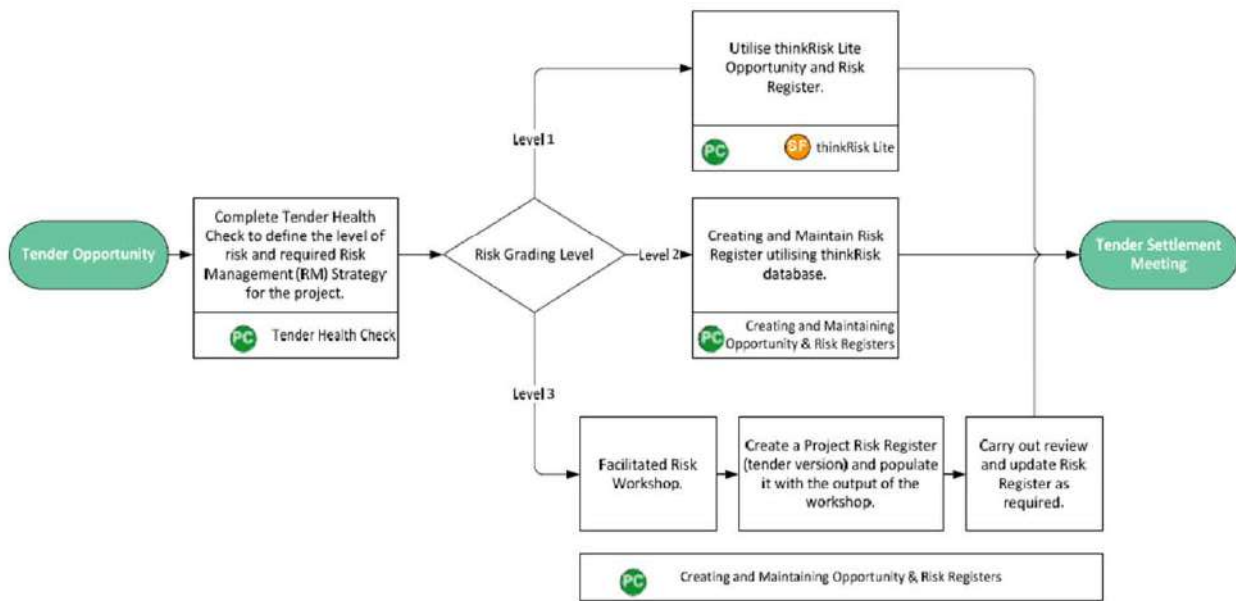 Utilise thinkRisk Lite
Opportunity and Risk
Register.
PC
SF thinkRisk Lite
Level 1
Tender Opportunity
Complete Tender Health
Check to define the level of
risk and required Risk
Management (RM) Strategy
for the project.
PC Tender Health Check
Risk Grading Level
Level 2
Creating and Maintain Risk
Register utilising thinkRisk
database.
PC
Creating and Maintaining
Opportunity & Risk Registers
Tender Settlement
Meeting
Level 3
Facilitated Risk
Workshop.
Create a Project Risk Register
(tender version) and populate
it with the output of the
workshop.
Carry out review
and update Risk
Register as
required.
PC Creating and Maintaining Opportunity & Risk Registers